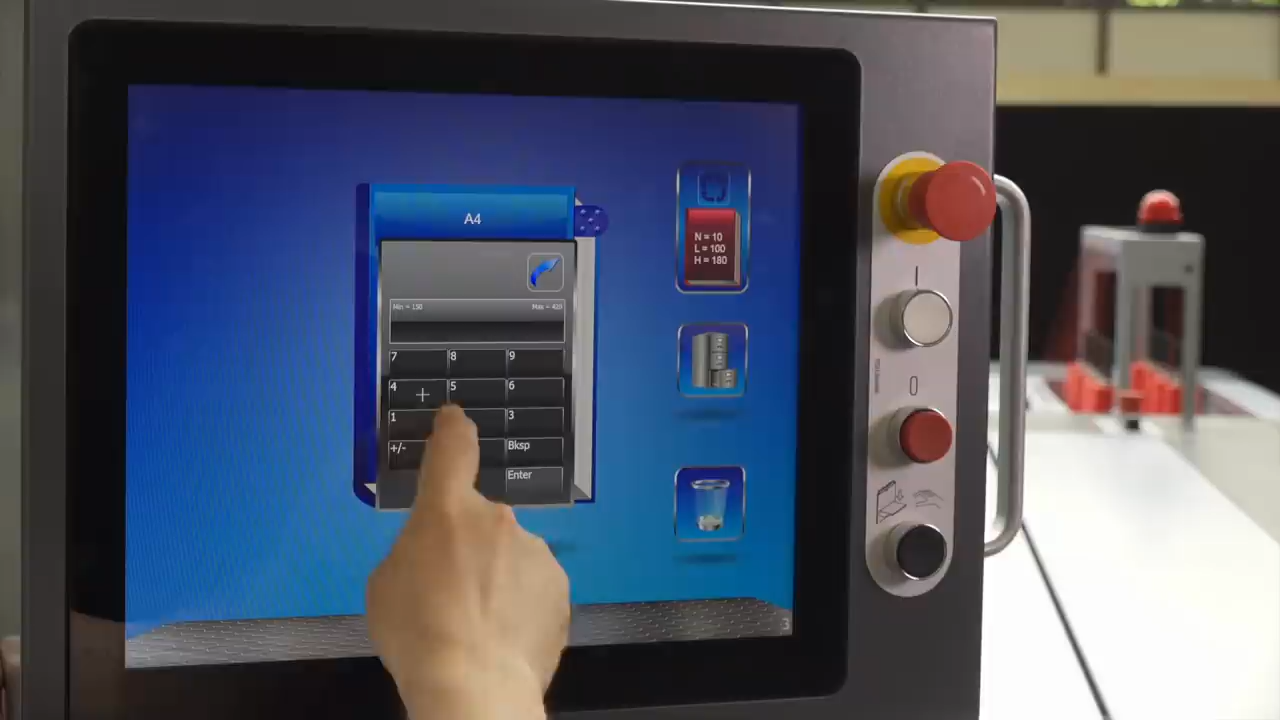 A4
N = 10
L = 100
H = 180
Min = 150 Max = 420
7 8 9
4 5 6
1 3
+/- Bksp
Enter
3
I
0